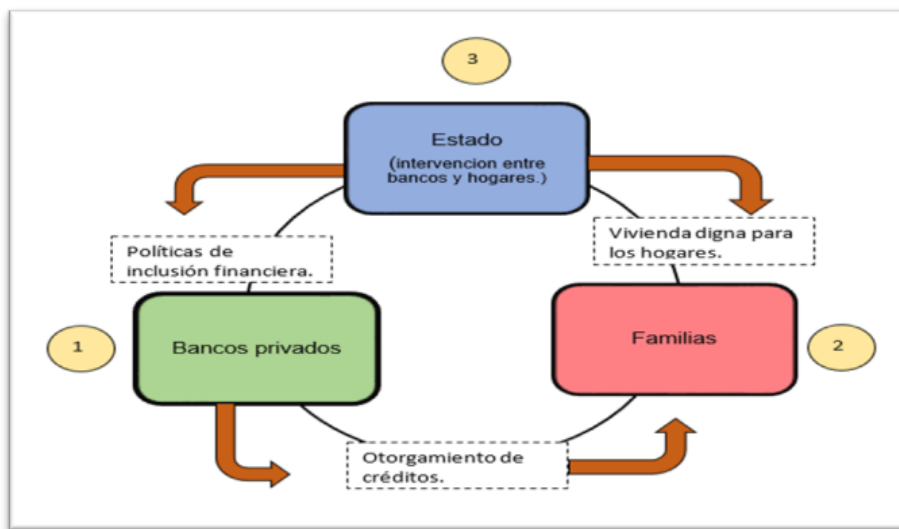 3
Estado
(intervencion entre
bancos y hogares.)
Políticas de
inclusión financiera.
Vivienda digna para
los hogares.
1
Bancos privados
Familias
2
Otorgamiento de
créditos.